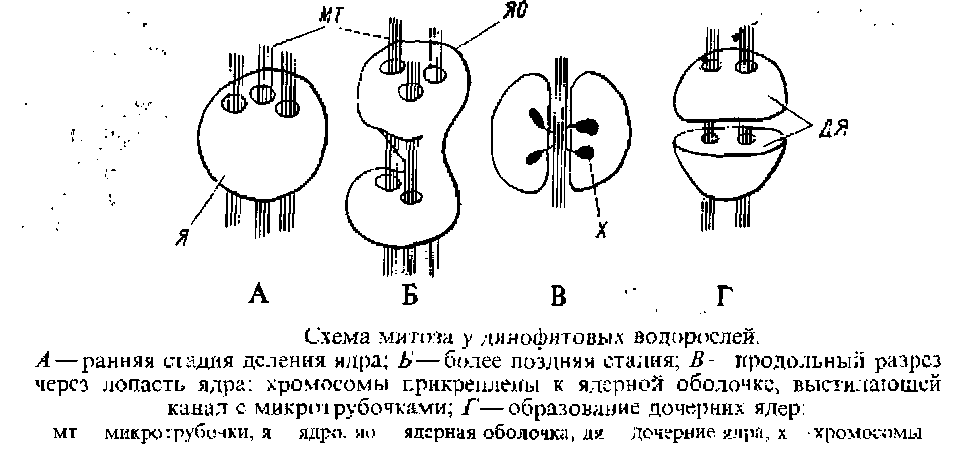 МТ ЯО
ДЯ
Я Х
А Б В Г
Схема митоза у динофитовых водорослей.
А — ранняя стадия деления ядра; Б — более поздняя стадия; В - продольный разрез
через лопасть ядра: хромосомы прикреплены к ядерной оболочке, выстилающей
канал с микротрубочками; Г — образование дочерних ядер:
мт микротрубочки, я ядро, яо ядерная оболочка, дя дочерние ядра, х - хромосомы